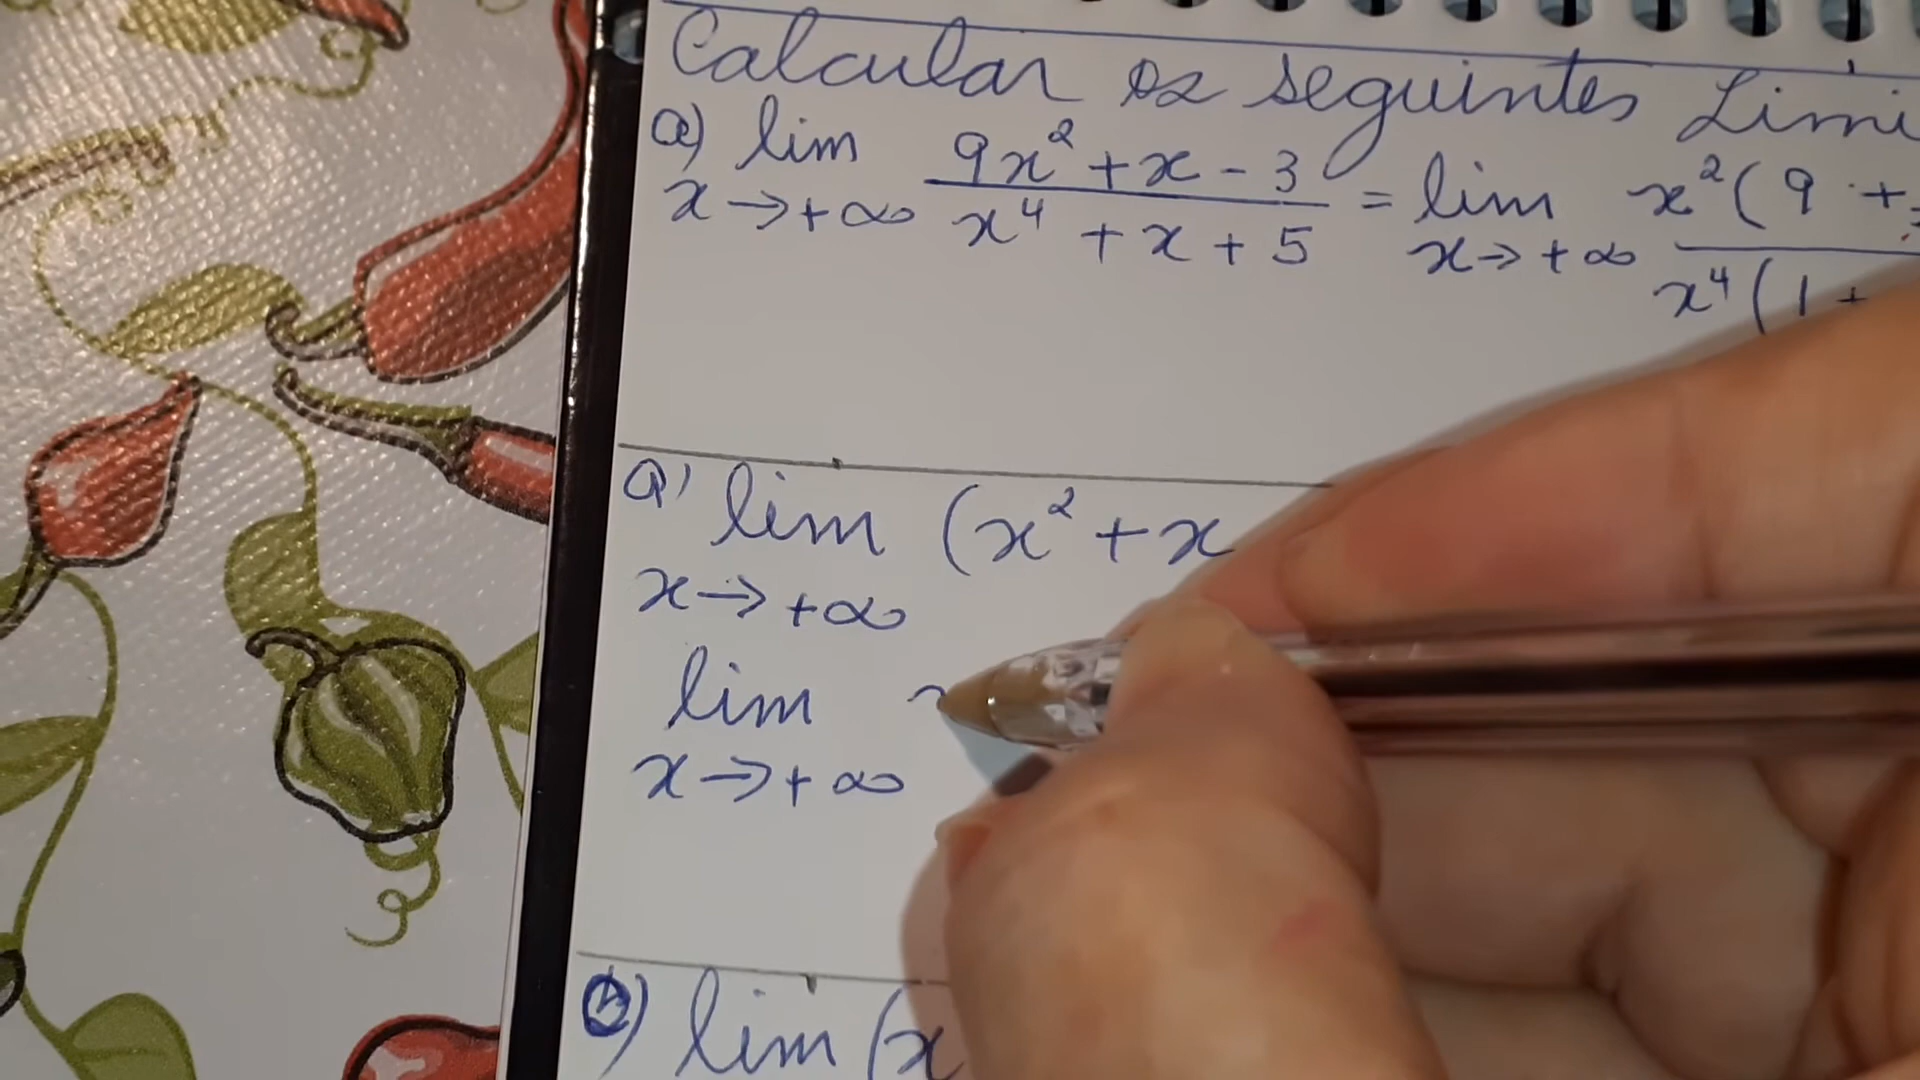 Calcular os seguintes Limi
a) lim 9x² + x - 3 = lim x² ( 9 +
x → + ∞ x⁴ + x + 5 x → + ∞ x⁴ ( 1 +
a' lim ( x² + x
x → + ∞
lim
x → + ∞
lim ( x